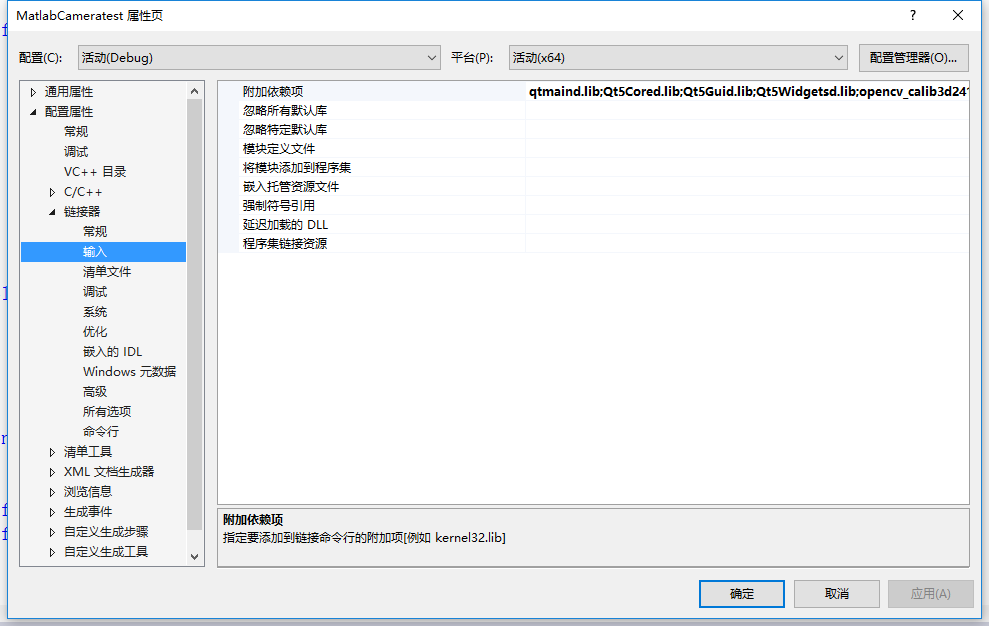 MatlabCameratest 属性页
配置(C):
活动(Debug)
平台(P):
活动(x64)
配置管理器(O)...
通用属性
配置属性
常规
调试
VC++ 目录
C/C++
链接器
常规
输入
清单文件
调试
系统
优化
嵌入的 IDL
Windows 元数据
高级
所有选项
命令行
清单工具
XML 文档生成器
浏览信息
生成事件
自定义生成步骤
自定义生成工具
附加依赖项 qtmaind.lib;Qt5Cored.lib;Qt5Guid.lib;Qt5Widgetsd.lib;opencv_calib3d24
忽略所有默认库
忽略特定默认库
模块定义文件
将模块添加到程序集
嵌入托管资源文件
强制符号引用
延迟加载的 DLL
程序集链接资源
附加依赖项
指定要添加到链接命令行的附加项[例如 kernel32.lib]
确定
取消
应用(A)